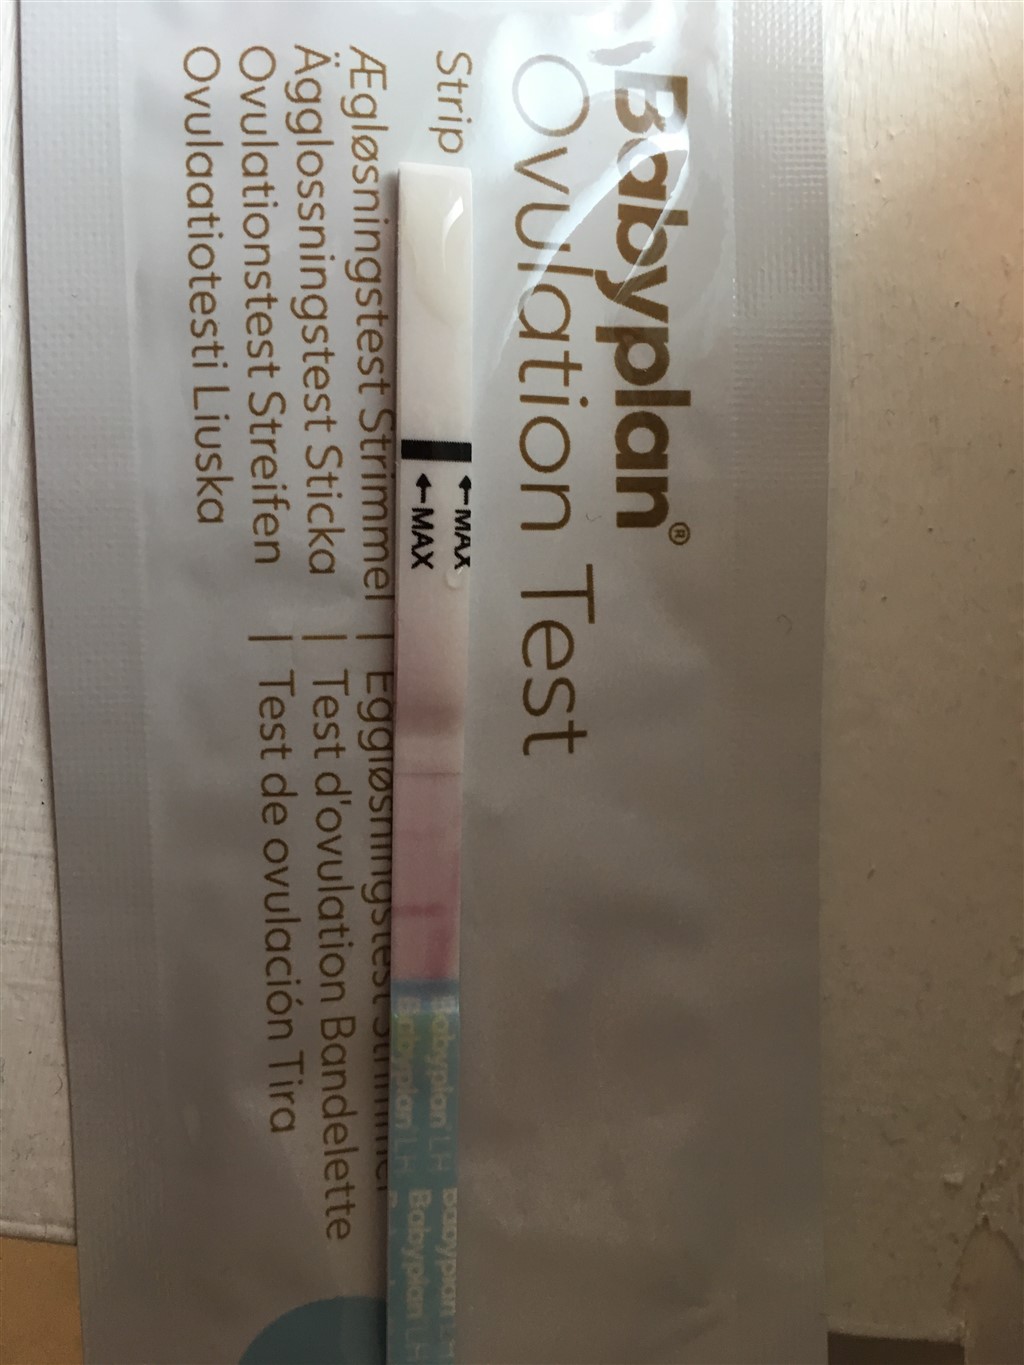 Babyplan®
Ovulation Test
Strip
Ægløsningstest Strimmel | Eggløsningstest Strimmel
Ägglossningstest Sticka | Test d'ovulation Bandelette
Ovulationstest Streifen | Test de ovulación Tira
Ovulaatiotesti Liuska
←MAX
←MAX
Babyplan LH Babyplan LH
Babyplan LH Babyplan LH